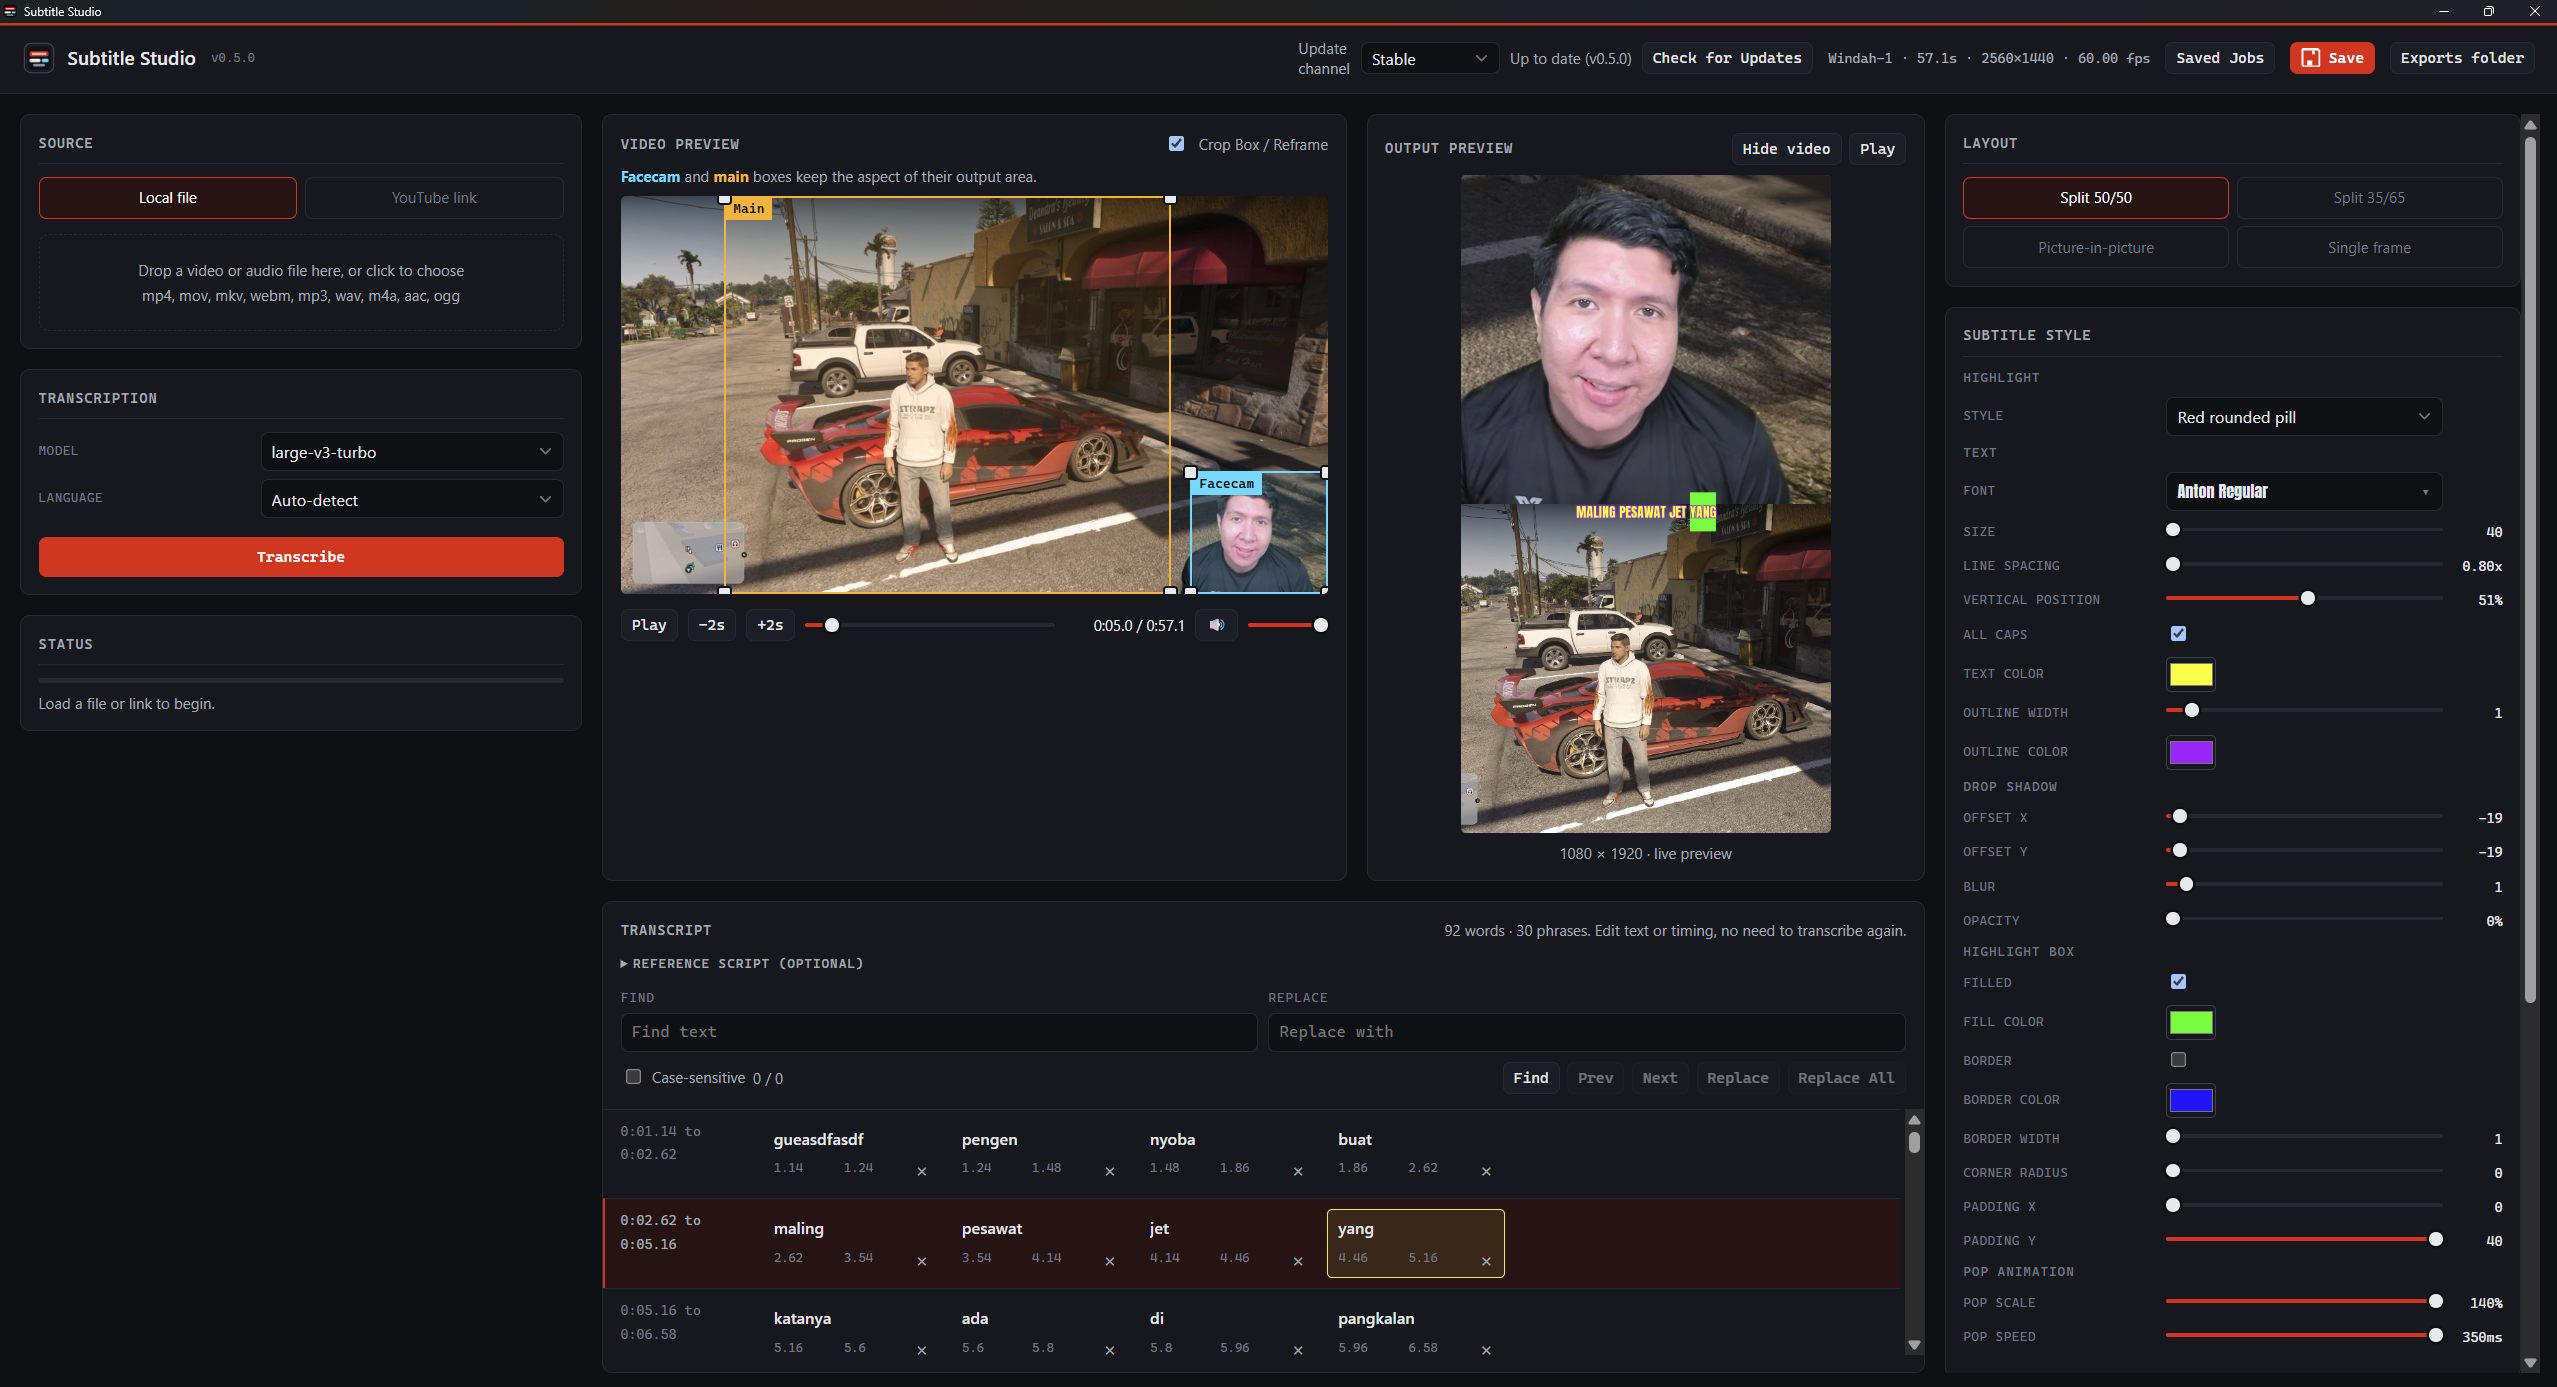 Subtitle Studio
Subtitle Studio v0.5.0
Update channel
Stable
Up to date (v0.5.0)
Check for Updates
Windah-1 · 57.1s · 2560×1440 · 60.00 fps
Saved Jobs
Save
Exports folder
SOURCE
Local file
YouTube link
Drop a video or audio file here, or click to choose
mp4, mov, mkv, webm, mp3, wav, m4a, aac, ogg
TRANSCRIPTION
MODEL
large-v3-turbo
LANGUAGE
Auto-detect
Transcribe
STATUS
Load a file or link to begin.
VIDEO PREVIEW
Crop Box / Reframe
Facecam and main boxes keep the aspect of their output area.
Main
Deandra's Beauty
SALON & SPA
STRAPZ
PROGEN
Facecam
Play
−2s
+2s
0:05.0 / 0:57.1
OUTPUT PREVIEW
Hide video
Play
MALING PESAWAT JET YANG
STRAPZ
PROGEN
1080 × 1920 · live preview
TRANSCRIPT
92 words · 30 phrases. Edit text or timing, no need to transcribe again.
REFERENCE SCRIPT (OPTIONAL)
FIND
REPLACE
Find text
Replace with
Case-sensitive
0 / 0
Find
Prev
Next
Replace
Replace All
0:01.14 to
0:02.62
gueasdfasdf
1.14 1.24 ×
pengen
1.24 1.48 ×
nyoba
1.48 1.86 ×
buat
1.86 2.62 ×
0:02.62 to
0:05.16
maling
2.62 3.54 ×
pesawat
3.54 4.14 ×
jet
4.14 4.46 ×
yang
4.46 5.16 ×
0:05.16 to
0:06.58
katanya
5.16 5.6 ×
ada
5.6 5.8 ×
di
5.8 5.96 ×
pangkalan
5.96 6.58 ×
LAYOUT
Split 50/50
Split 35/65
Picture-in-picture
Single frame
SUBTITLE STYLE
HIGHLIGHT
STYLE
Red rounded pill
TEXT
FONT
Anton Regular
SIZE
40
LINE SPACING
0.80x
VERTICAL POSITION
51%
ALL CAPS
TEXT COLOR
OUTLINE WIDTH
1
OUTLINE COLOR
DROP SHADOW
OFFSET X
−19
OFFSET Y
−19
BLUR
1
OPACITY
0%
HIGHLIGHT BOX
FILLED
FILL COLOR
BORDER
BORDER COLOR
BORDER WIDTH
1
CORNER RADIUS
0
PADDING X
0
PADDING Y
40
POP ANIMATION
POP SCALE
140%
POP SPEED
350ms